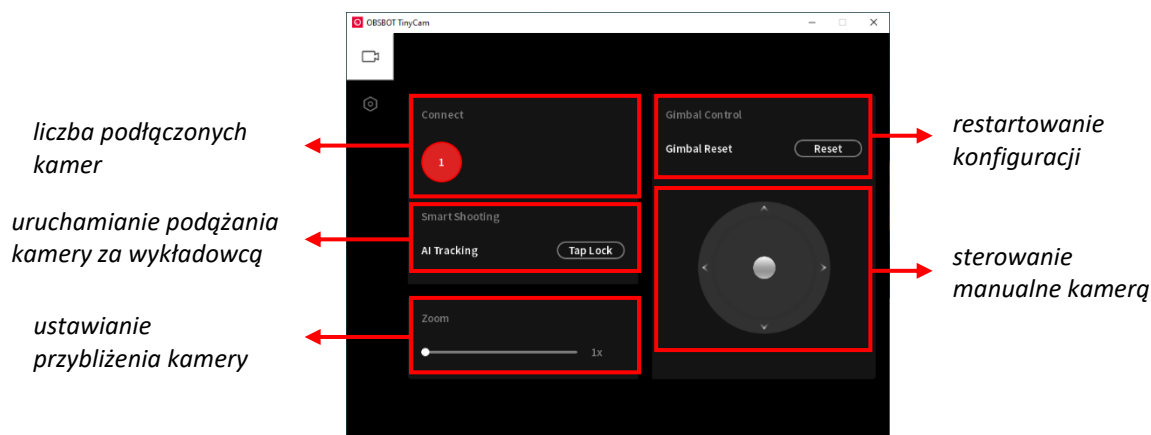 OBSBOT TinyCam
liczba podłączonych
kamer
Connect
1
uruchamianie podążania
kamery za wykładowcą
Smart Shooting
AI Tracking
Tap Lock
ustawianie
przybliżenia kamery
Zoom
1x
Gimbal Control
Gimbal Reset
Reset
restartowanie
konfiguracji
sterowanie
manualne kamerą